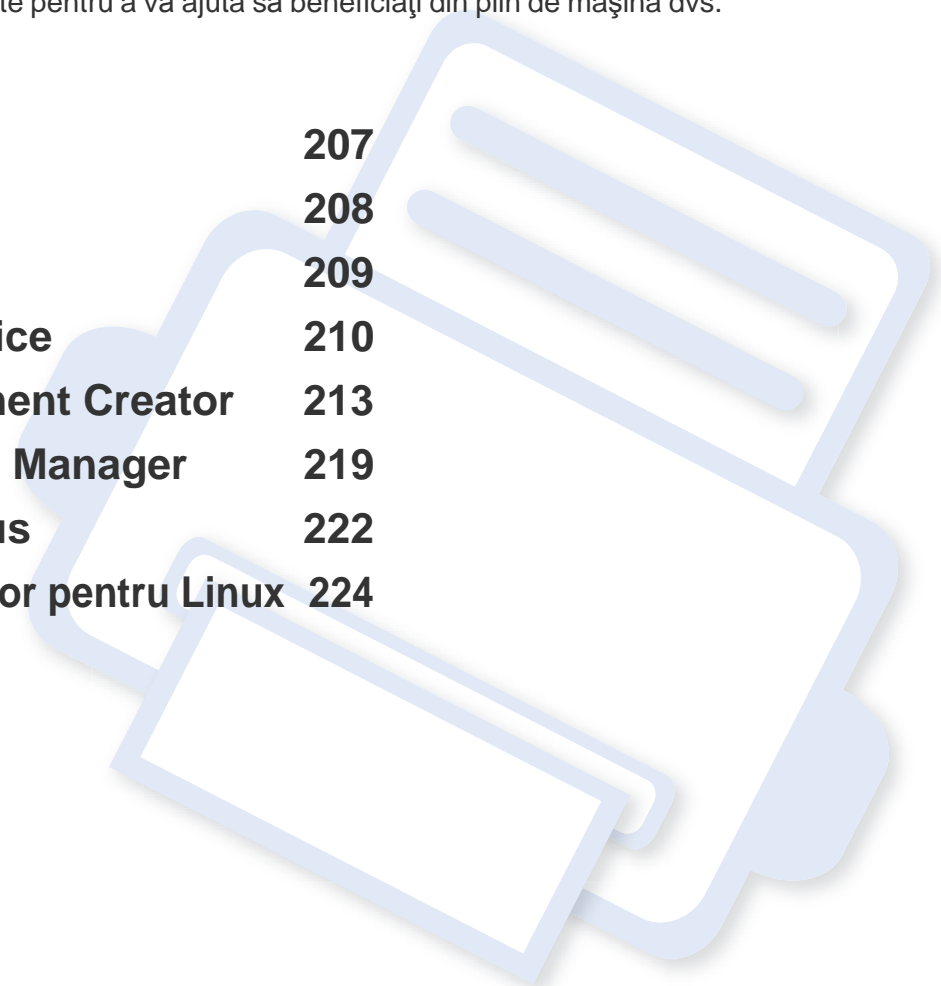 te pentru a vă ajuta să beneficiaţi din plin de maşina dvs.
207
208
209
ice 210
nent Creator 213
Manager 219
us 222
or pentru Linux 224